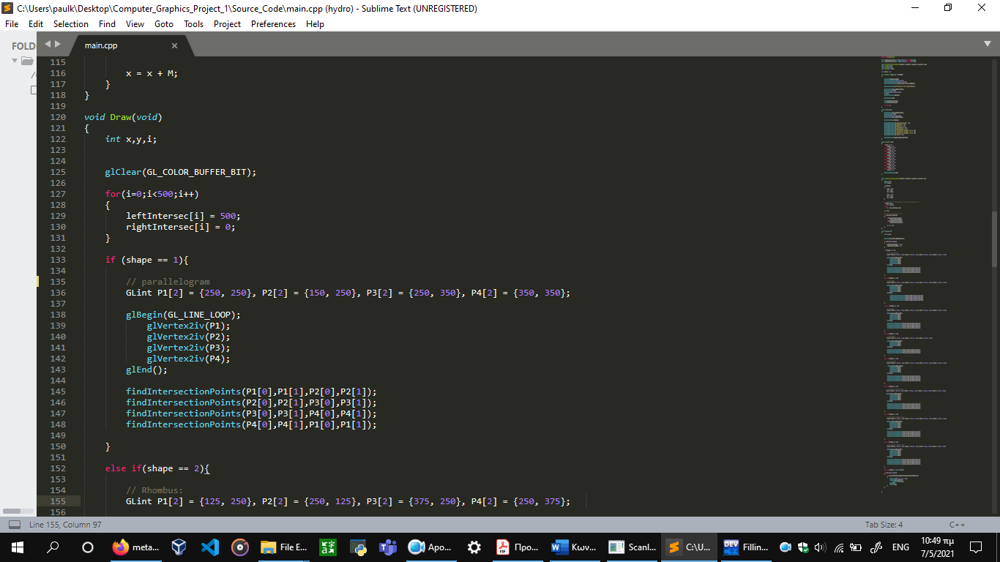 C:\Users\paulk\Desktop\Computer_Graphics_Project_1\Source_Code\main.cpp (hydro) - Sublime Text (UNREGISTERED)
File Edit Selection Find View Goto Tools Project Preferences Help
FOLD
main.cpp ×
115
116 x = x + M;
117 }
118 }
119
120 void Draw(void)
121 {
122 int x,y,i;
123
124
125 glClear(GL_COLOR_BUFFER_BIT);
126
127 for(i=0;i<500;i++)
128 {
129 leftIntersec[i] = 500;
130 rightIntersec[i] = 0;
131 }
132
133 if (shape == 1){
134
135 // parallelogram
136 GLint P1[2] = {250, 250}, P2[2] = {150, 250}, P3[2] = {250, 350}, P4[2] = {350, 350};
137
138 glBegin(GL_LINE_LOOP);
139 glVertex2iv(P1);
140 glVertex2iv(P2);
141 glVertex2iv(P3);
142 glVertex2iv(P4);
143 glEnd();
144
145 findIntersectionPoints(P1[0],P1[1],P2[0],P2[1]);
146 findIntersectionPoints(P2[0],P2[1],P3[0],P3[1]);
147 findIntersectionPoints(P3[0],P3[1],P4[0],P4[1]);
148 findIntersectionPoints(P4[0],P4[1],P1[0],P1[1]);
149
150 }
151
152 else if(shape == 2){
153
154 // Rhombus:
155 GLint P1[2] = {125, 250}, P2[2] = {250, 125}, P3[2] = {375, 250}, P4[2] = {250, 375};
156
Line 155, Column 97 Tab Size: 4 C++
meta... File E... Apo... Προ... Κων... Scanl... C:\U... DEV Fillin... ENG 10:49 πμ
7/5/2021